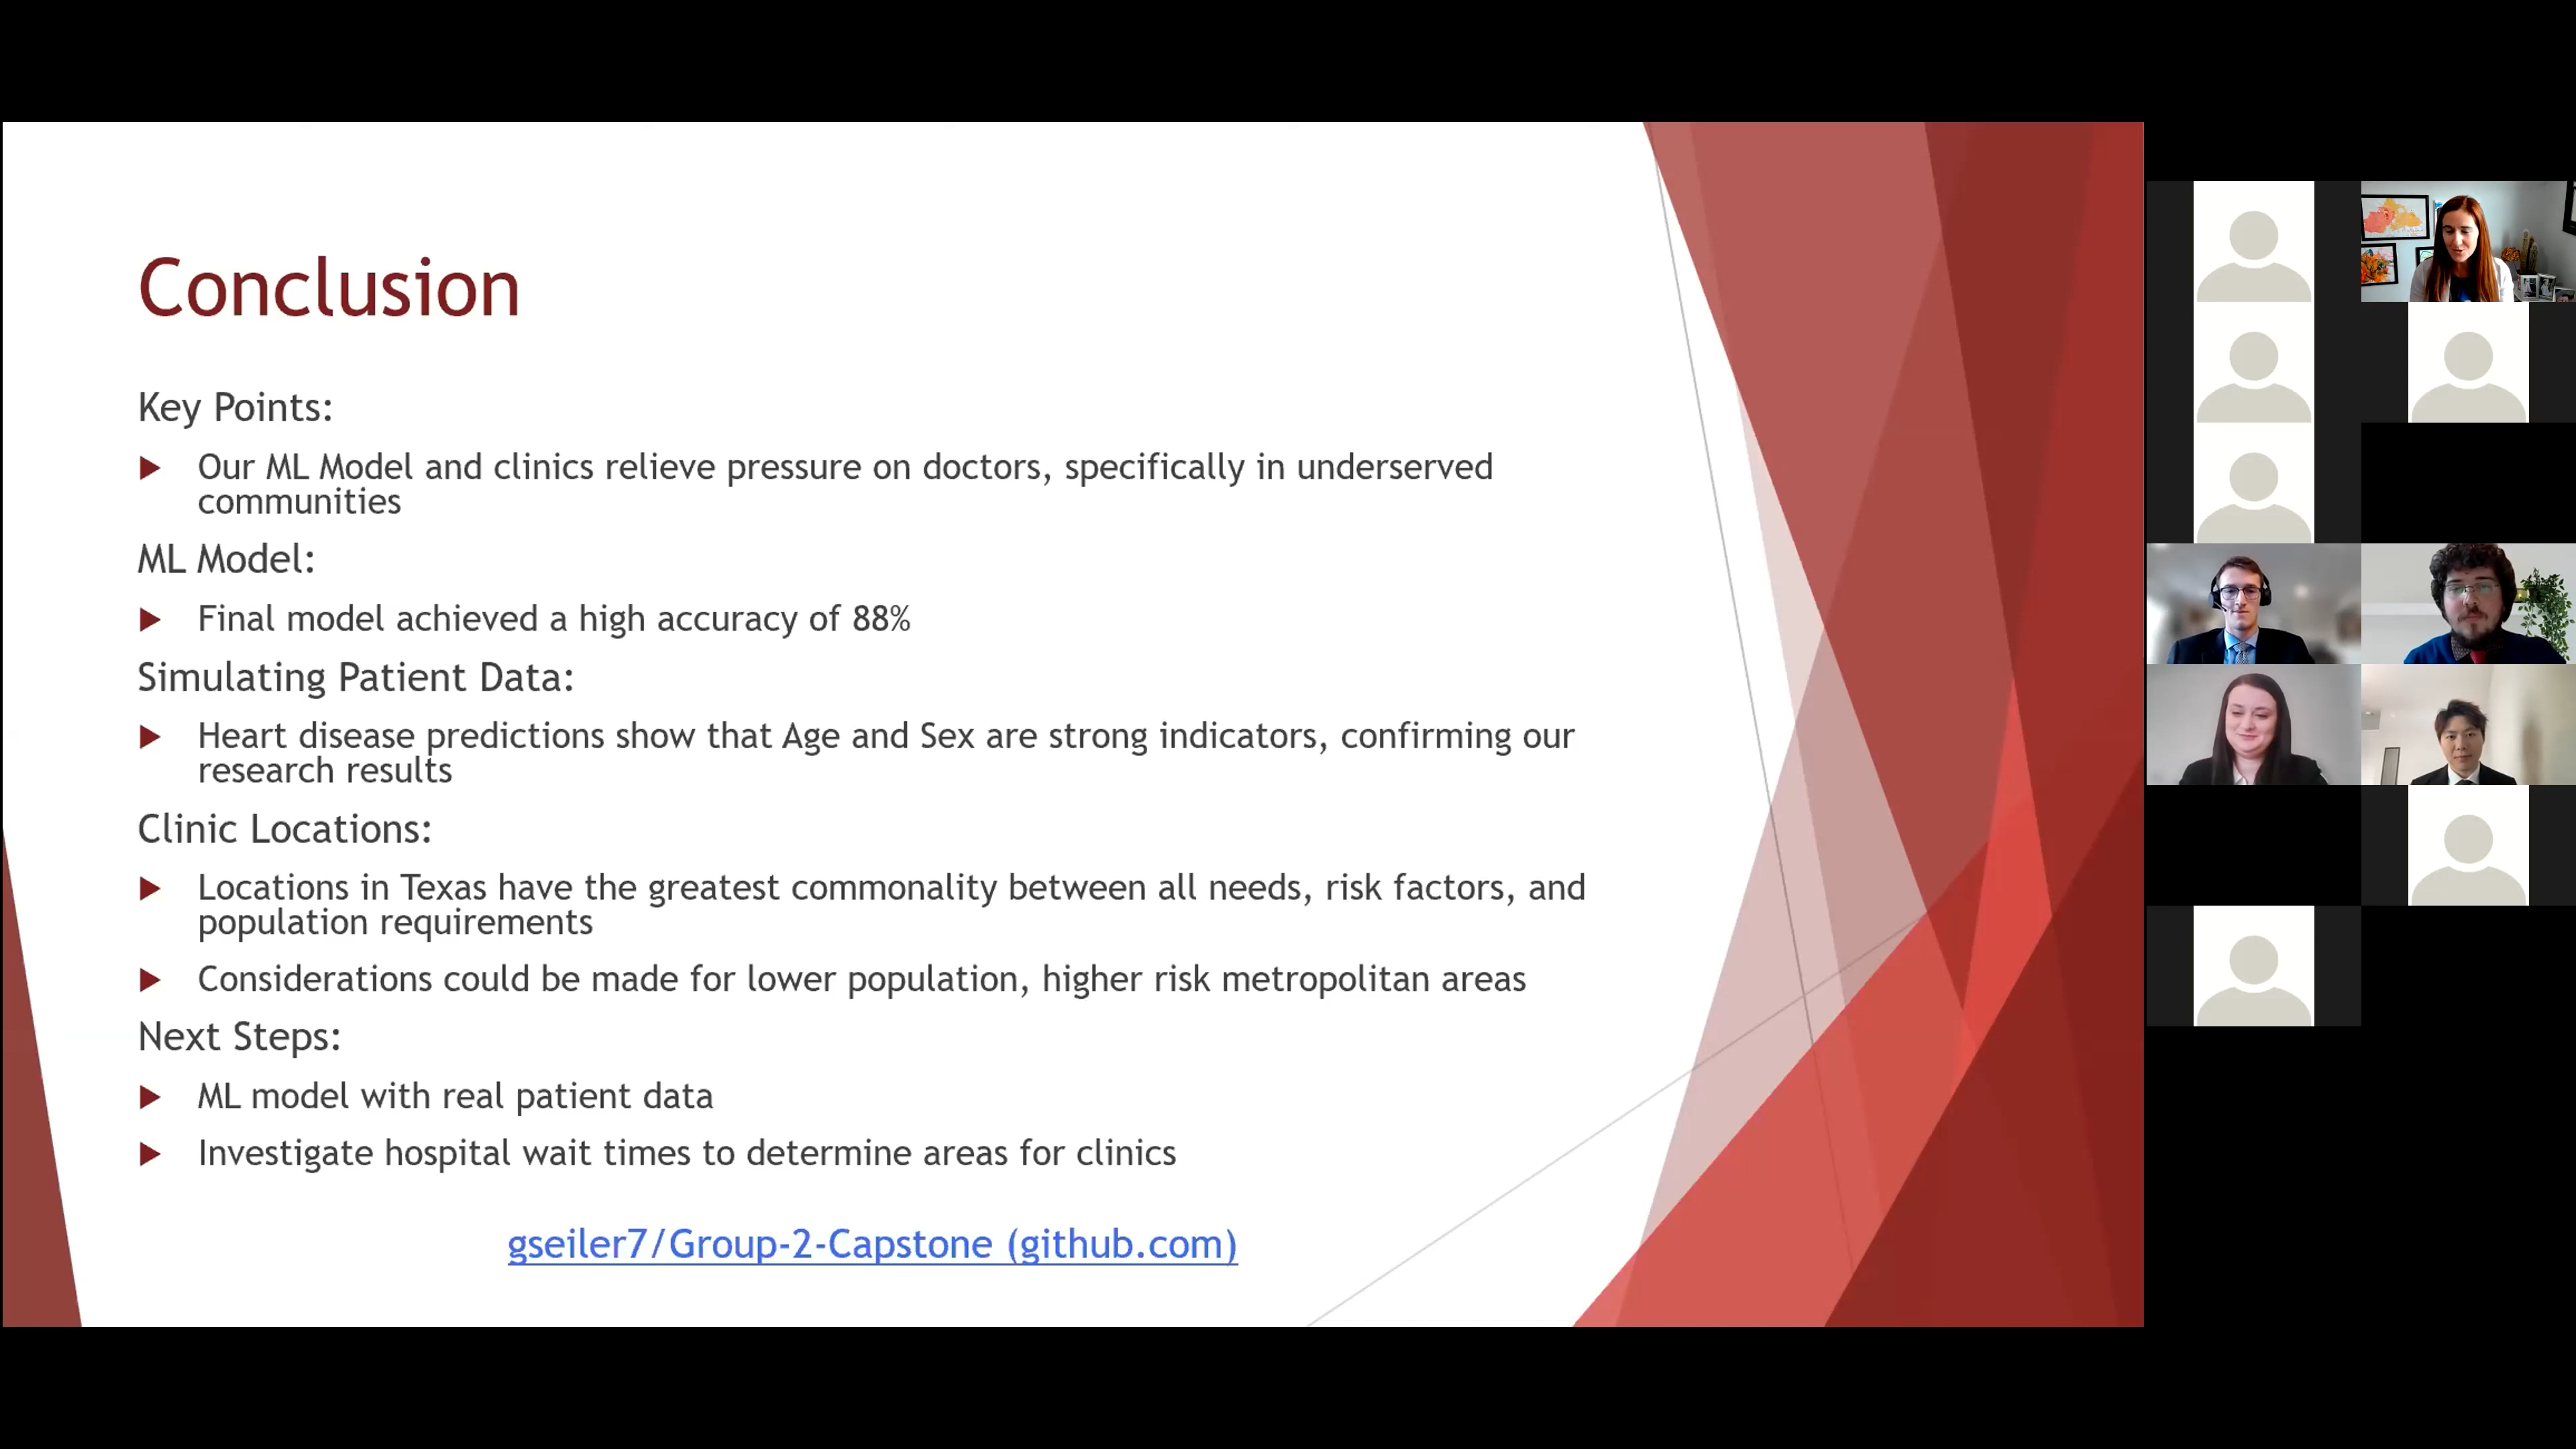 Conclusion
Key Points:
Our ML Model and clinics relieve pressure on doctors, specifically in underserved
communities
ML Model:
Final model achieved a high accuracy of 88%
Simulating Patient Data:
Heart disease predictions show that Age and Sex are strong indicators, confirming our
research results
Clinic Locations:
Locations in Texas have the greatest commonality between all needs, risk factors, and
population requirements
Considerations could be made for lower population, higher risk metropolitan areas
Next Steps:
ML model with real patient data
Investigate hospital wait times to determine areas for clinics
gseiler7/Group-2-Capstone (github.com)